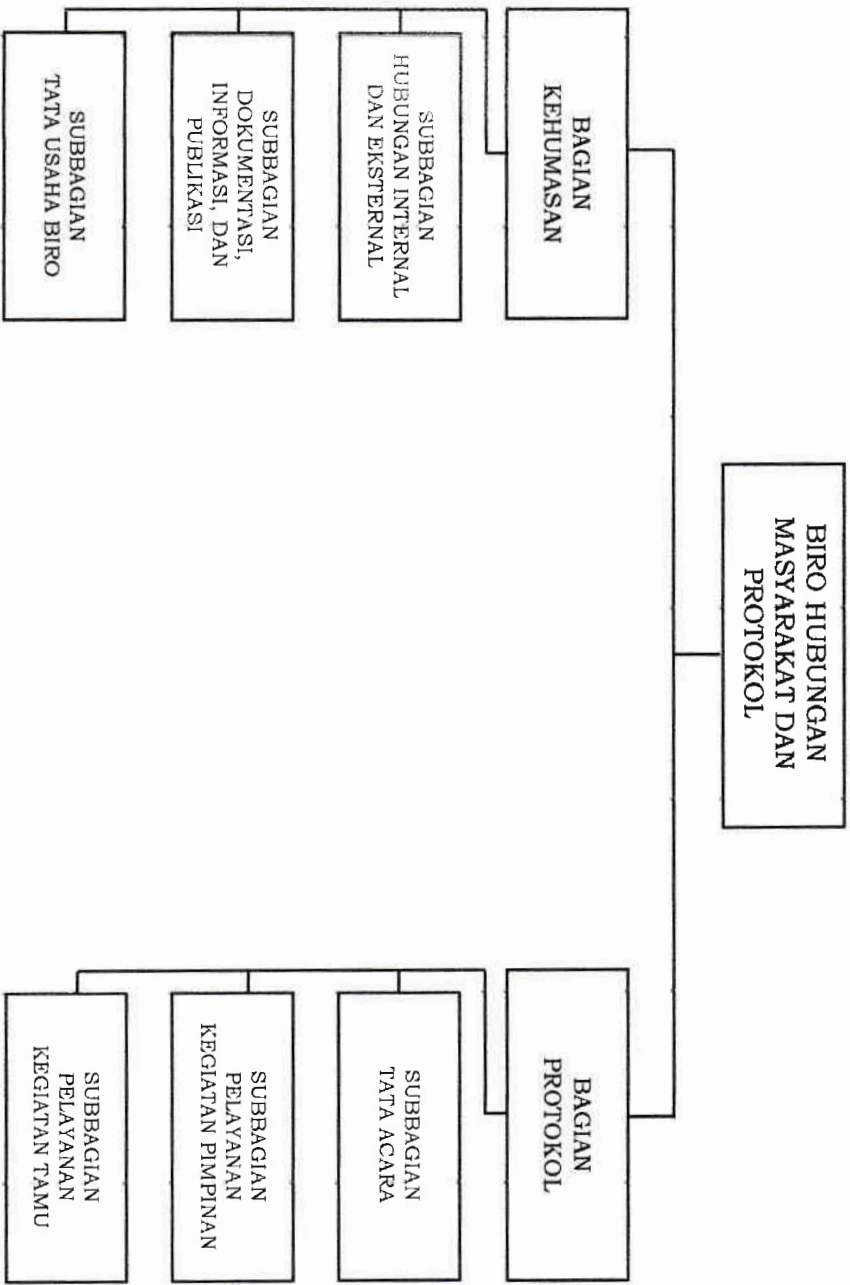 BIRO HUBUNGAN
MASYARAKAT DAN
PROTOKOL
BAGIAN
KEHUMASAN
SUBBAGIAN
HUBUNGAN INTERNAL
DAN EKSTERNAL
SUBBAGIAN
DOKUMENTASI,
INFORMASI, DAN
PUBLIKASI
SUBBAGIAN
TATA USAHA BIRO
BAGIAN
PROTOKOL
SUBBAGIAN
TATA ACARA
SUBBAGIAN
PELAYANAN
KEGIATAN PIMPINAN
SUBBAGIAN
PELAYANAN
KEGIATAN TAMU